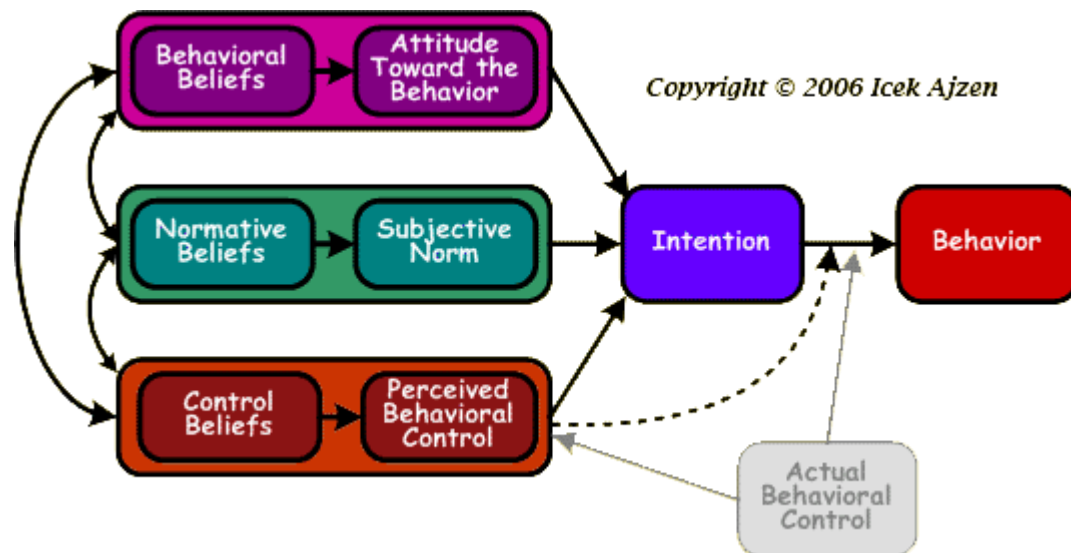 Behavioral
Beliefs
Attitude
Toward the
Behavior
Copyright © 2006 Icek Ajzen
Normative
Beliefs
Subjective
Norm
Intention
Behavior
Control
Beliefs
Perceived
Behavioral
Control
Actual
Behavioral
Control